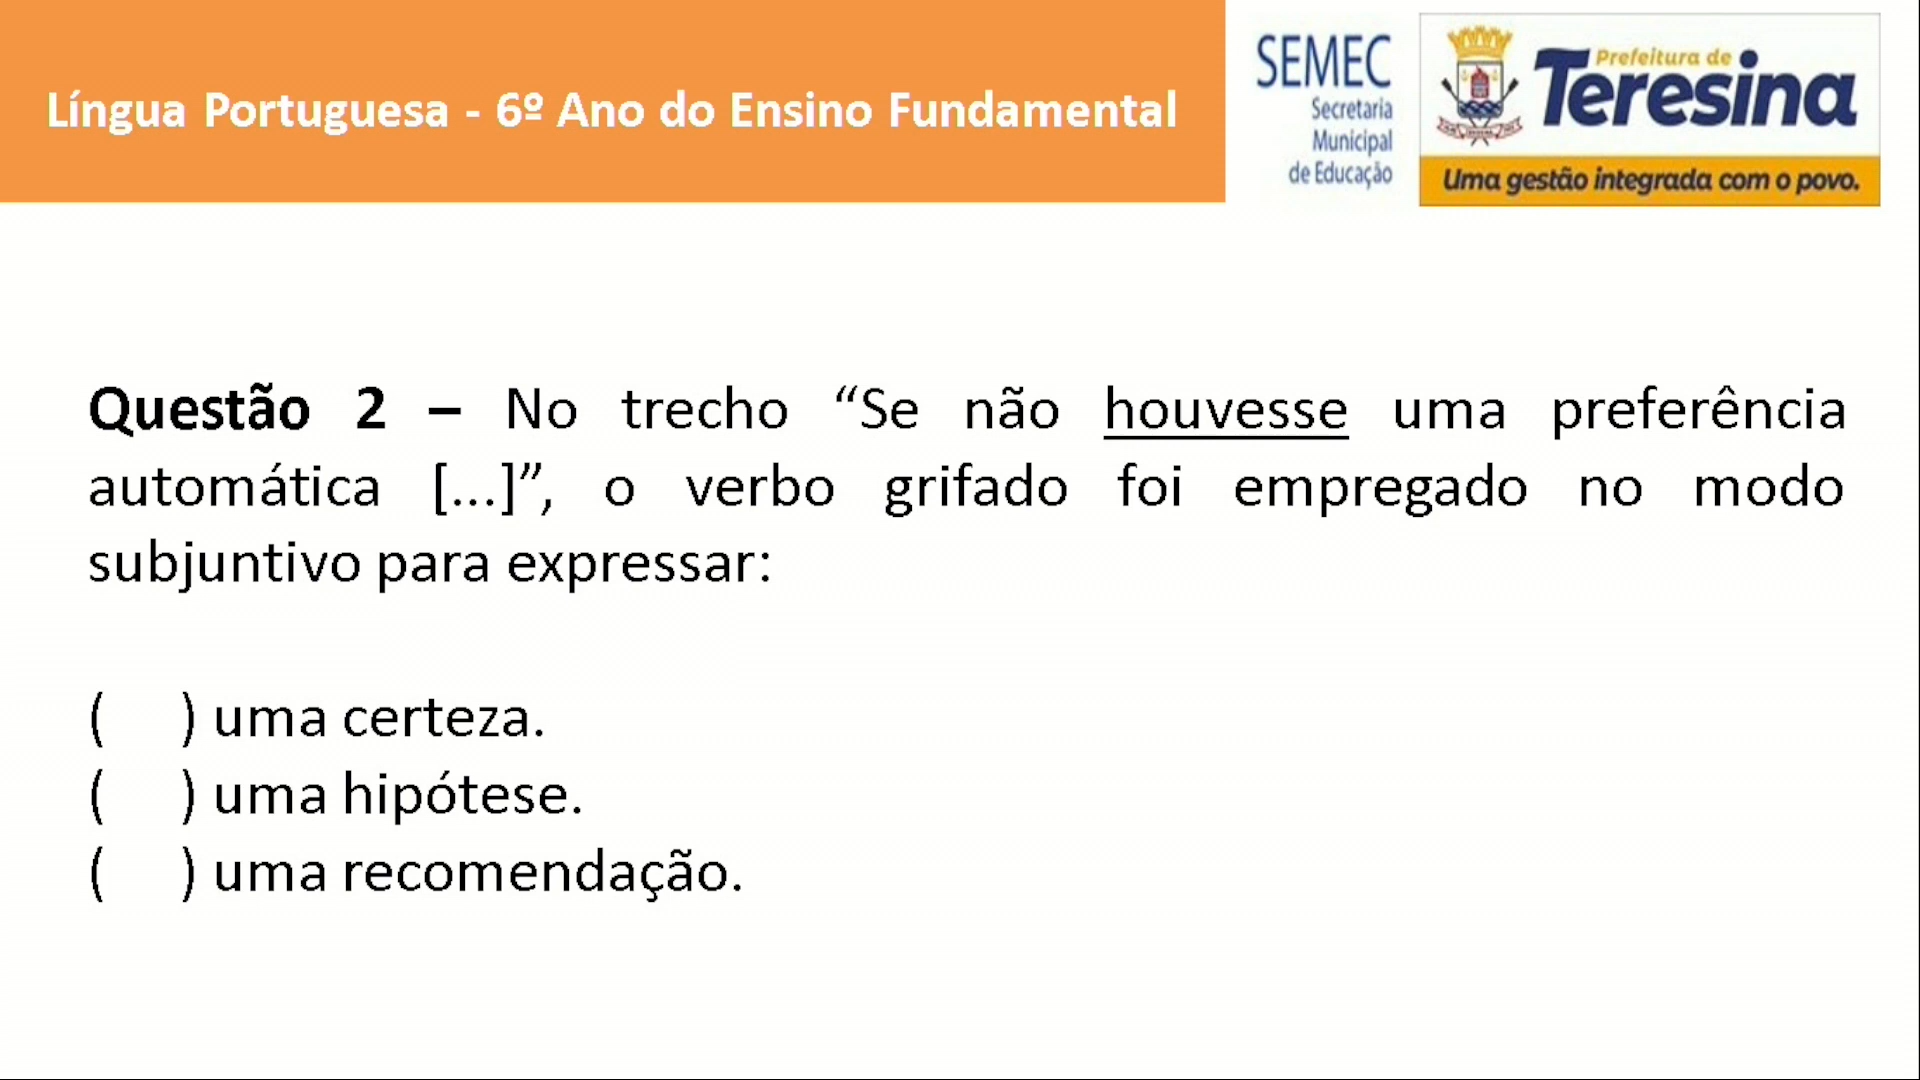 Língua Portuguesa - 6º Ano do Ensino Fundamental
SEMEC
Secretaria
Municipal
de Educação
Prefeitura de
Teresina
Uma gestão integrada com o povo.
Questão 2 – No trecho “Se não houvesse uma preferência
automática [...]”, o verbo grifado foi empregado no modo
subjuntivo para expressar:
( ) uma certeza.
( ) uma hipótese.
( ) uma recomendação.